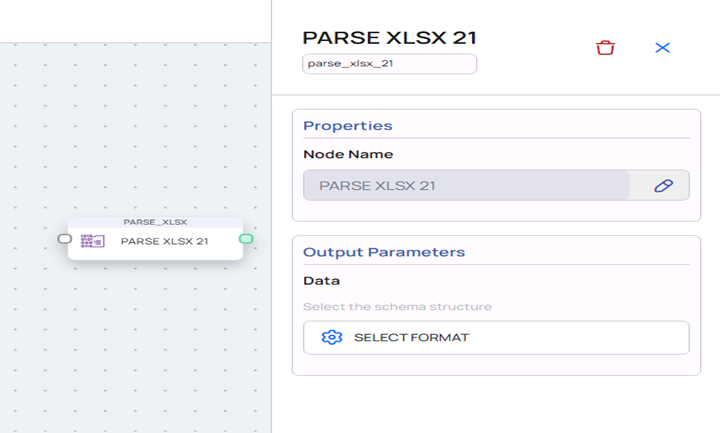 PARSE XLSX 21
parse_xlsx_21
Properties
Node Name
PARSE XLSX 21
PARSE_XLSX
PARSE XLSX 21
Output Parameters
Data
Select the schema structure
SELECT FORMAT